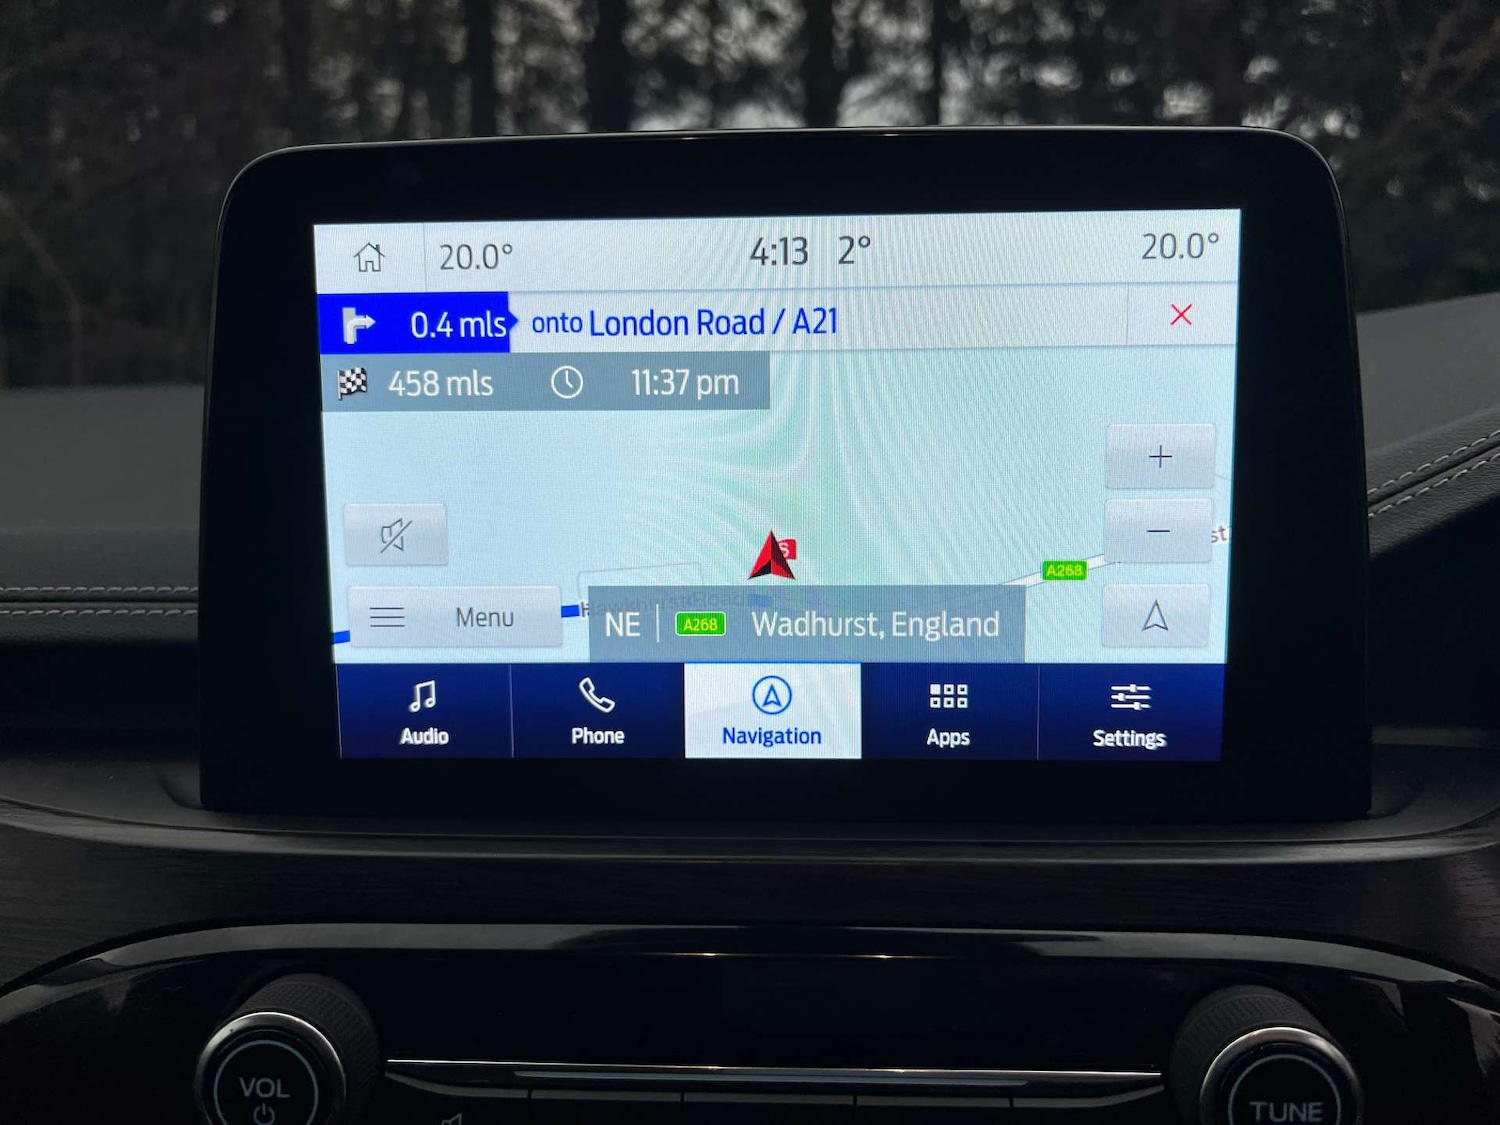 20.0° 4:13 2° 20.0°
0.4 mls onto London Road / A21
458 mls 11:37 pm
+
−
A268
st
Menu
NE | A268 Wadhurst, England
Audio Phone Navigation Apps Settings
VOL
TUNE